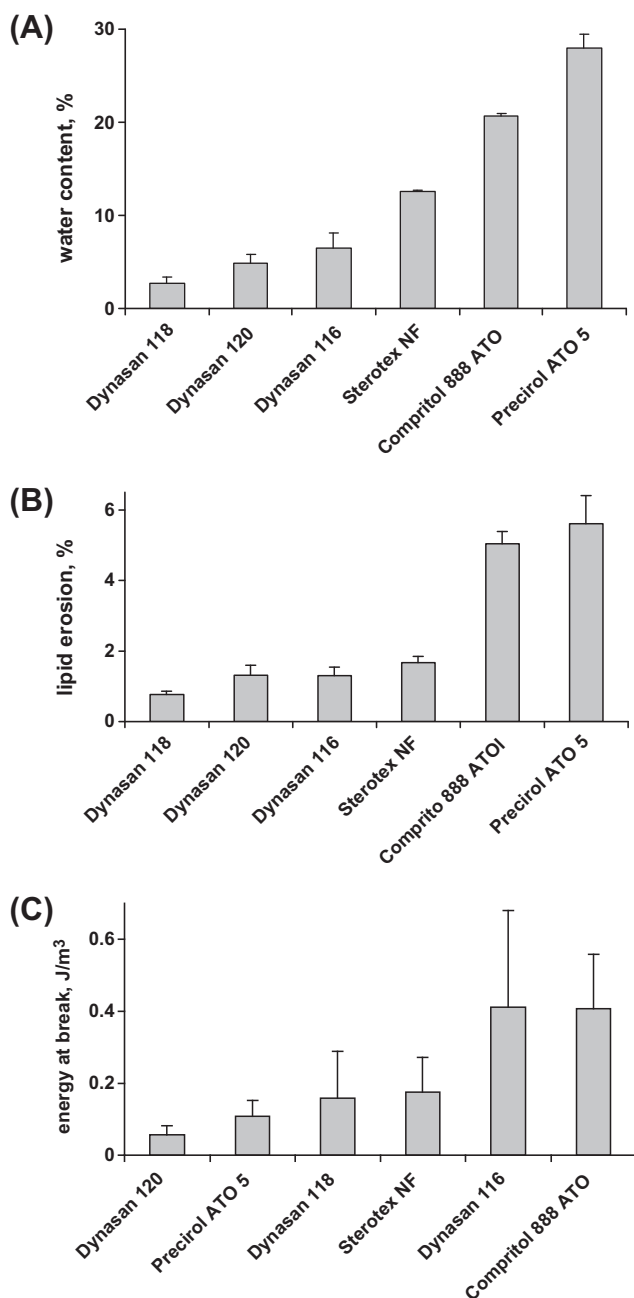 (A)
water content, %
30
20
10
0
Dynasan 118
Dynasan 120
Dynasan 116
Sterotex NF
Compritol 888 ATO
Precirol ATO 5
(B)
lipid erosion, %
6
4
2
0
Dynasan 118
Dynasan 120
Dynasan 116
Sterotex NF
Comprito 888 ATOl
Precirol ATO 5
(C)
energy at break, J/m³
0.6
0.4
0.2
0
Dynasan 120
Precirol ATO 5
Dynasan 118
Sterotex NF
Dynasan 116
Compritol 888 ATO